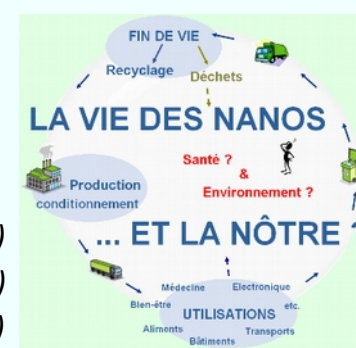 FIN DE VIE
Recyclage
Déchets
LA VIE DES NANOS
Santé ?
&
Environnement ?
Production
conditionnement
... ET LA NÔTRE ?
)
)
)
Médecine
Electronique
Bien-être
etc.
UTILISATIONS
Aliments
Transports
Bâtiments